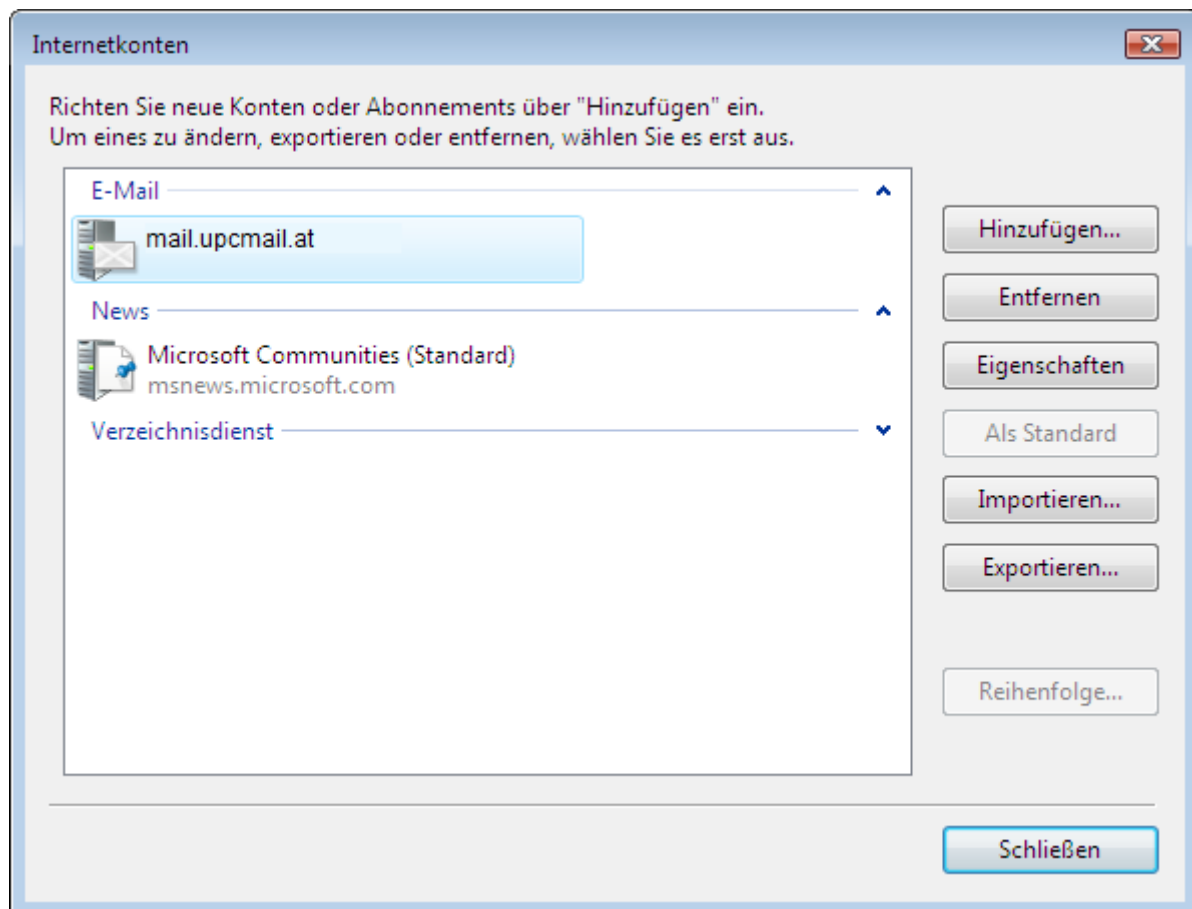 Internetkonten
Richten Sie neue Konten oder Abonnements über "Hinzufügen" ein.
Um eines zu ändern, exportieren oder entfernen, wählen Sie es erst aus.
E-Mail
mail.upcmail.at
News
Microsoft Communities (Standard)
msnews.microsoft.com
Verzeichnisdienst
Hinzufügen...
Entfernen
Eigenschaften
Als Standard
Importieren...
Exportieren...
Reihenfolge...
Schließen